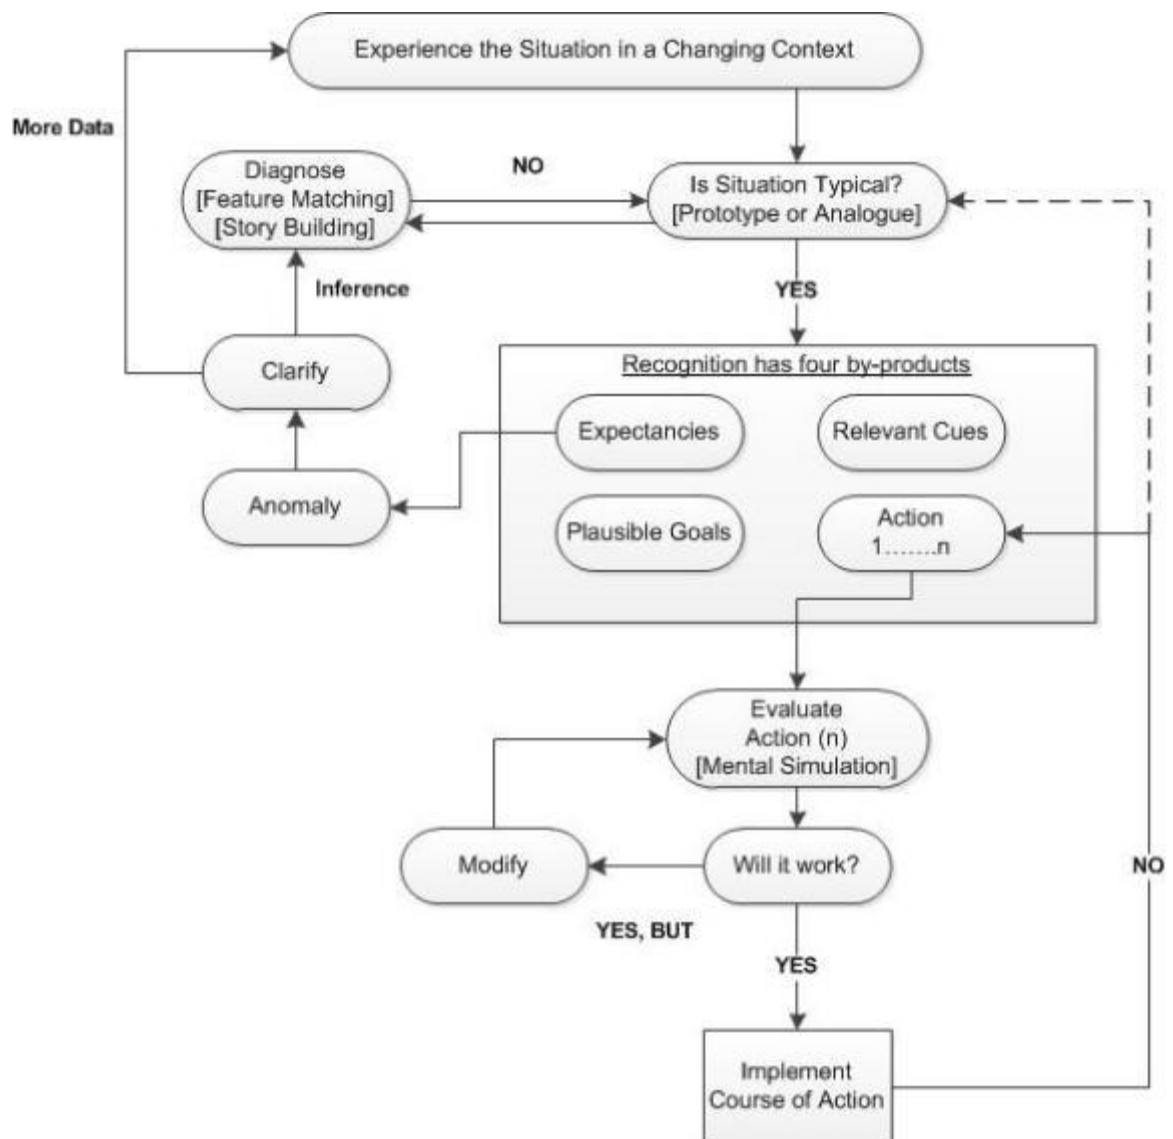 Experience the Situation in a Changing Context
More Data
Diagnose
[Feature Matching]
[Story Building]
NO
Is Situation Typical?
[Prototype or Analogue]
Inference
YES
Recognition has four by-products
Clarify
Expectancies
Relevant Cues
Anomaly
Plausible Goals
Action
1.......n
Evaluate
Action (n)
[Mental Simulation]
Modify
Will it work?
NO
YES, BUT
YES
Implement
Course of Action